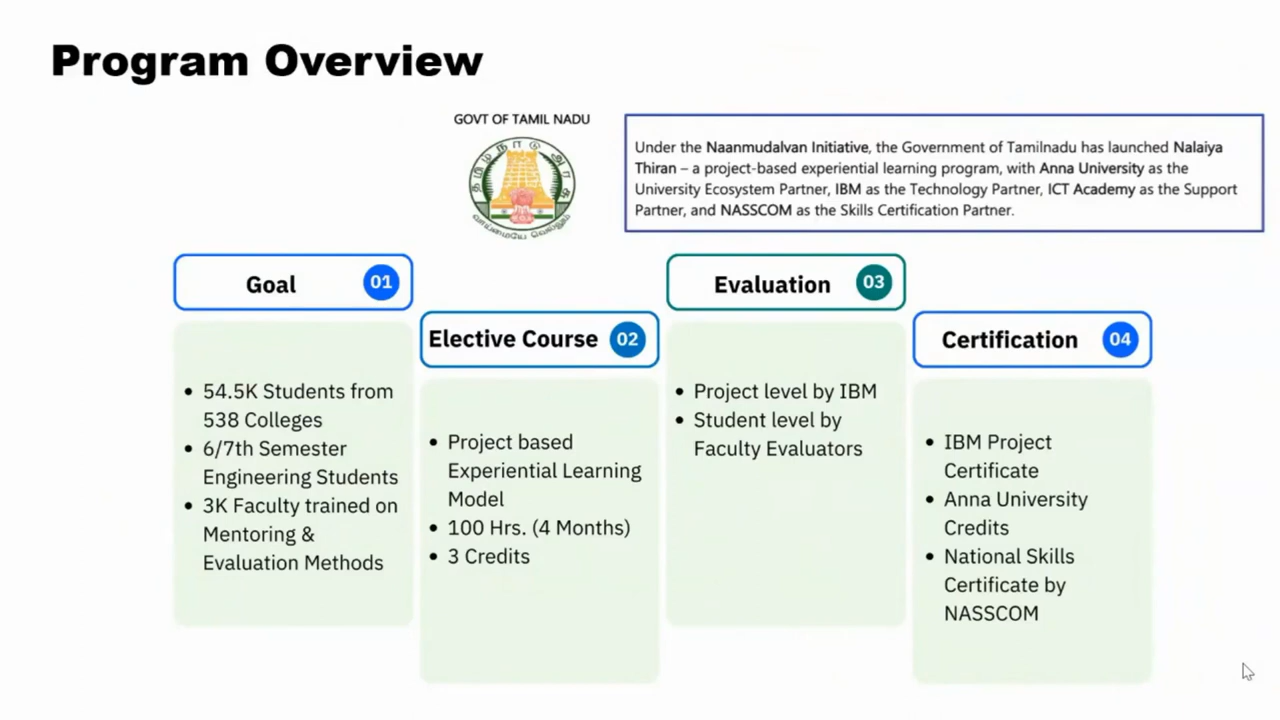 Program Overview
GOVT OF TAMIL NADU
தமிழ்நாடு அரசு
வாய்மையே வெல்லும்
Under the Naanmudalvan Initiative, the Government of Tamilnadu has launched Nalaiya
Thiran – a project-based experiential learning program, with Anna University as the
University Ecosystem Partner, IBM as the Technology Partner, ICT Academy as the Support
Partner, and NASSCOM as the Skills Certification Partner.
Goal 01
• 54.5K Students from
538 Colleges
• 6/7th Semester
Engineering Students
• 3K Faculty trained on
Mentoring &
Evaluation Methods
Elective Course 02
• Project based
Experiential Learning
Model
• 100 Hrs. (4 Months)
• 3 Credits
Evaluation 03
• Project level by IBM
• Student level by
Faculty Evaluators
Certification 04
• IBM Project
Certificate
• Anna University
Credits
• National Skills
Certificate by
NASSCOM